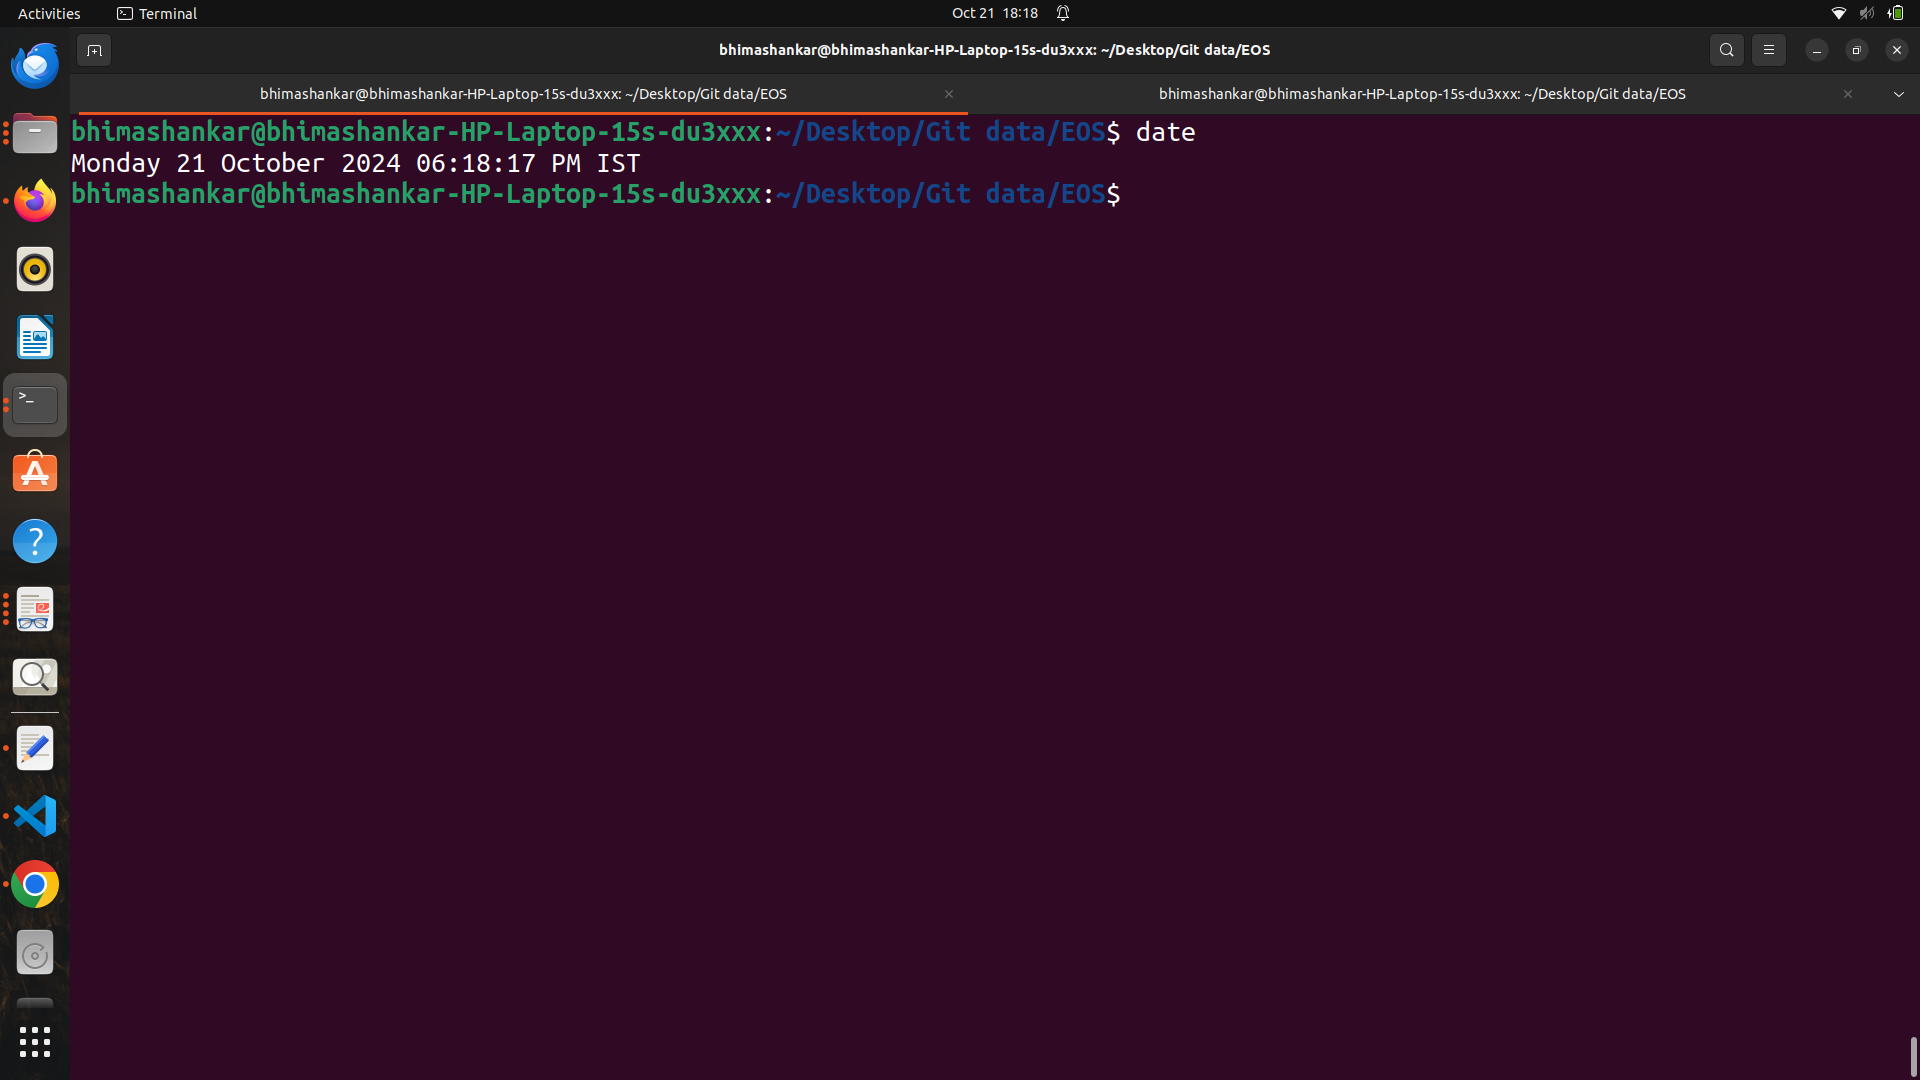 Activities
Terminal
Oct 21 18:18
bhimashankar@bhimashankar-HP-Laptop-15s-du3xxx: ~/Desktop/Git data/EOS
bhimashankar@bhimashankar-HP-Laptop-15s-du3xxx: ~/Desktop/Git data/EOS
bhimashankar@bhimashankar-HP-Laptop-15s-du3xxx: ~/Desktop/Git data/EOS
bhimashankar@bhimashankar-HP-Laptop-15s-du3xxx:~/Desktop/Git data/EOS$ date
Monday 21 October 2024 06:18:17 PM IST
bhimashankar@bhimashankar-HP-Laptop-15s-du3xxx:~/Desktop/Git data/EOS$